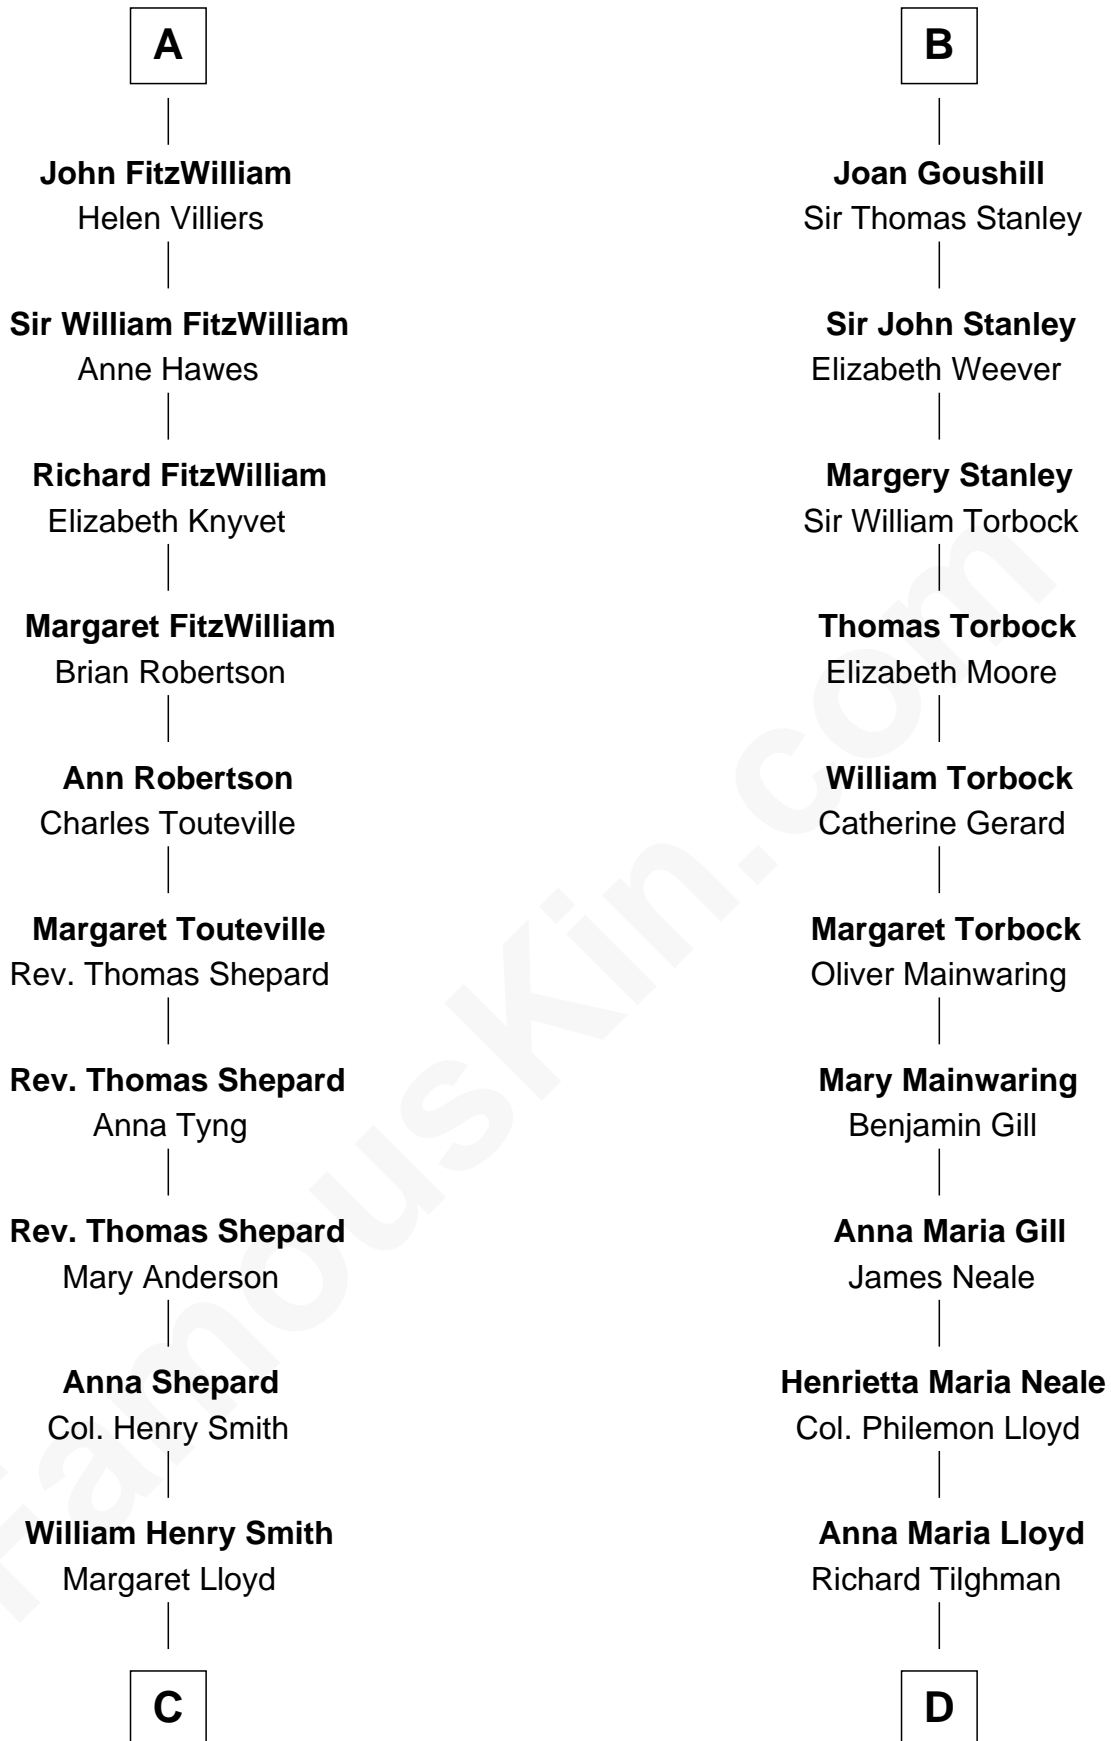 A
John FitzWilliam
Helen Villiers
Sir William FitzWilliam
Anne Hawes
Richard FitzWilliam
Elizabeth Knyvet
Margaret FitzWilliam
Brian Robertson
Ann Robertson
Charles Touteville
Margaret Touteville
Rev. Thomas Shepard
Rev. Thomas Shepard
Anna Tyng
Rev. Thomas Shepard
Mary Anderson
Anna Shepard
Col. Henry Smith
William Henry Smith
Margaret Lloyd
C
B
Joan Goushill
Sir Thomas Stanley
Sir John Stanley
Elizabeth Weever
Margery Stanley
Sir William Torbock
Thomas Torbock
Elizabeth Moore
William Torbock
Catherine Gerard
Margaret Torbock
Oliver Mainwaring
Mary Mainwaring
Benjamin Gill
Anna Maria Gill
James Neale
Henrietta Maria Neale
Col. Philemon Lloyd
Anna Maria Lloyd
Richard Tilghman
D
FamousKin.com